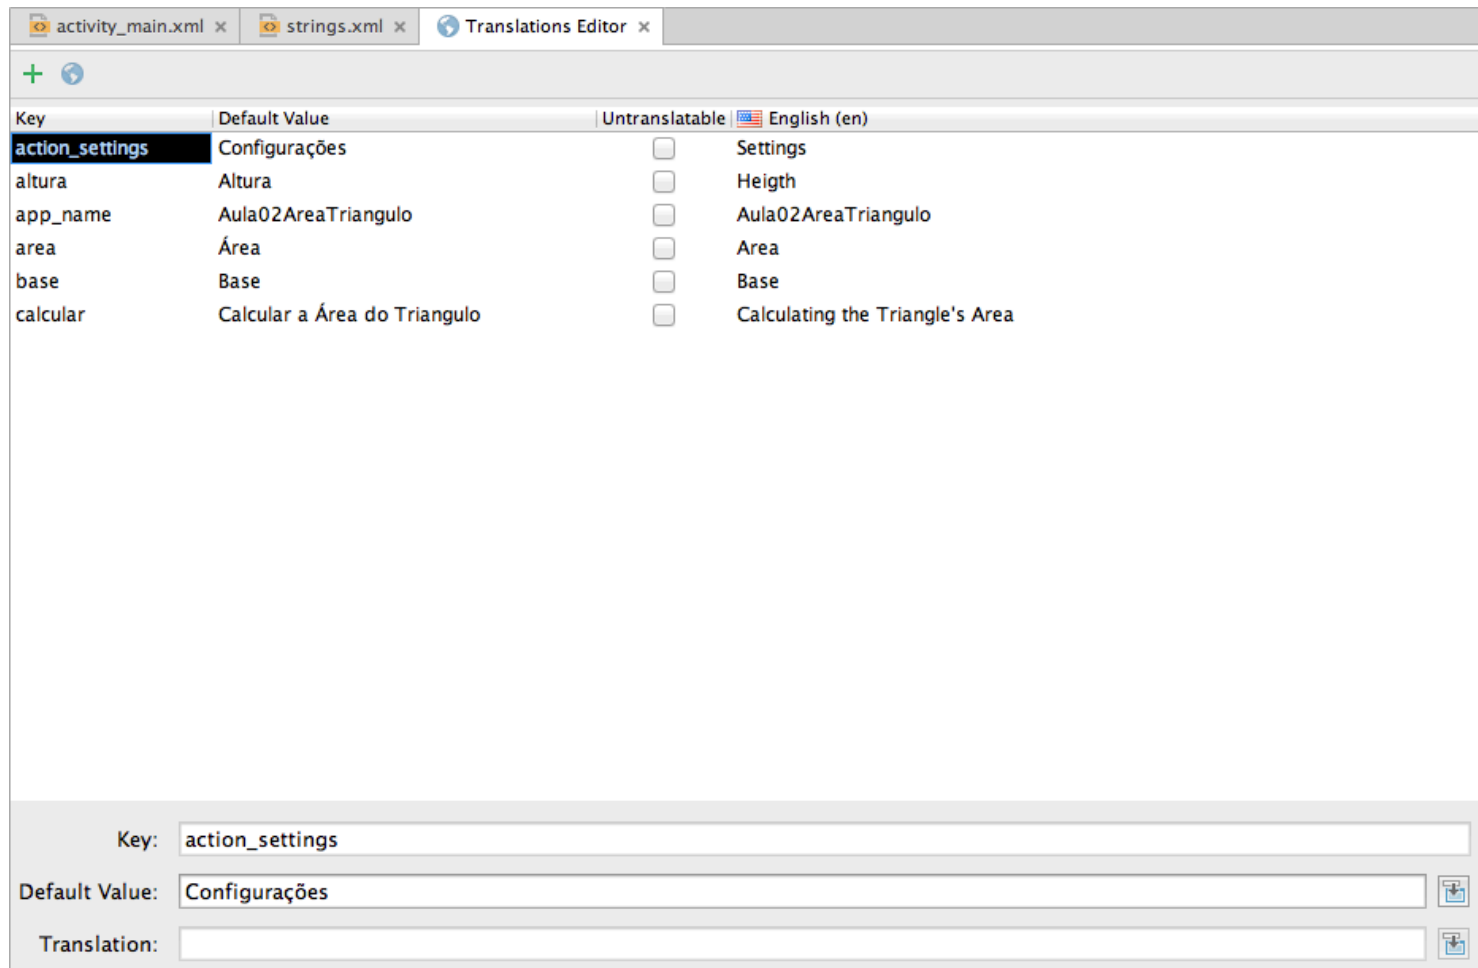 activity_main.xml strings.xml Translations Editor
Key Default Value Untranslatable English (en)
action_settings Configurações Settings
altura Altura Heigth
app_name Aula02AreaTriangulo Aula02AreaTriangulo
area Área Area
base Base Base
calcular Calcular a Área do Triangulo Calculating the Triangle's Area
Key: action_settings
Default Value: Configurações
Translation: